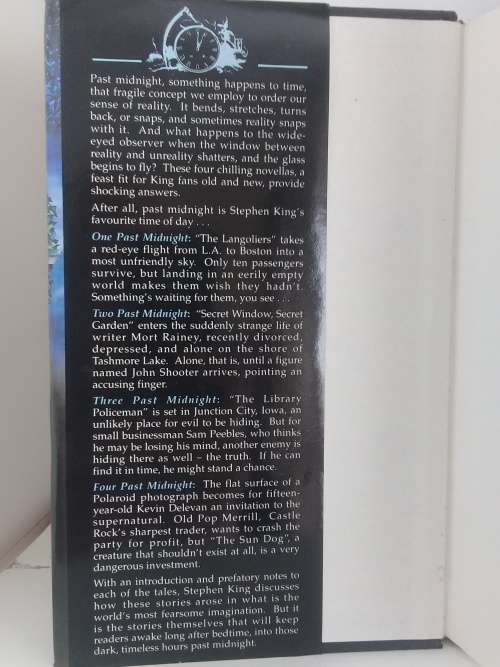 Past midnight, something happens to time,
that fragile concept we employ to order our
sense of reality. It bends, stretches, turns
back, or snaps, and sometimes reality snaps
with it. And what happens to the wide-
eyed observer when the window between
reality and unreality shatters, and the glass
begins to fly? These four chilling novellas, a
feast fit for King fans old and new, provide
shocking answers.
After all, past midnight is Stephen King's
favourite time of day . . .
One Past Midnight: "The Langoliers" takes
a red-eye flight from L.A. to Boston into a
most unfriendly sky. Only ten passengers
survive, but landing in an eerily empty
world makes them wish they hadn't.
Something's waiting for them, you see . . .
Two Past Midnight: "Secret Window, Secret
Garden" enters the suddenly strange life of
writer Mort Rainey, recently divorced,
depressed, and alone on the shore of
Tashmore Lake. Alone, that is, until a figure
named John Shooter arrives, pointing an
accusing finger.
Three Past Midnight: "The Library
Policeman" is set in Junction City, Iowa, an
unlikely place for evil to be hiding. But for
small businessman Sam Peebles, who thinks
he may be losing his mind, another enemy is
hiding there as well – the truth. If he can
find it in time, he might stand a chance.
Four Past Midnight: The flat surface of a
Polaroid photograph becomes for fifteen-
year-old Kevin Delevan an invitation to the
supernatural. Old Pop Merrill, Castle
Rock's sharpest trader, wants to crash the
party for profit, but "The Sun Dog", a
creature that shouldn't exist at all, is a very
dangerous investment.
With an introduction and prefatory notes to
each of the tales, Stephen King discusses
how these stories arose in what is the
world's most fearsome imagination. But it
is the stories themselves that will keep
readers awake long after bedtime, into those
dark, timeless hours past midnight.